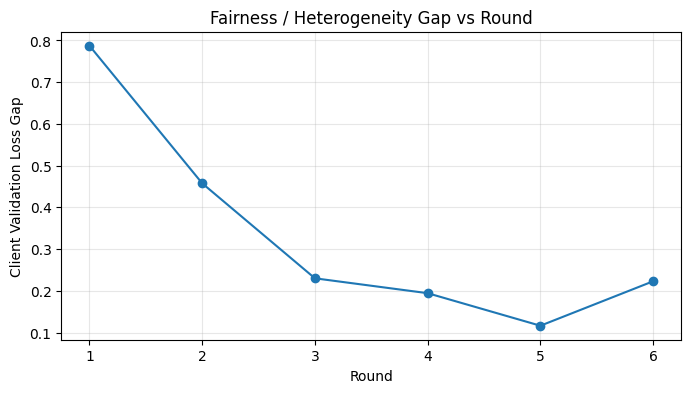 Fairness / Heterogeneity Gap vs Round
Client Validation Loss Gap
0.8
0.7
0.6
0.5
0.4
0.3
0.2
0.1
1 2 3 4 5 6
Round